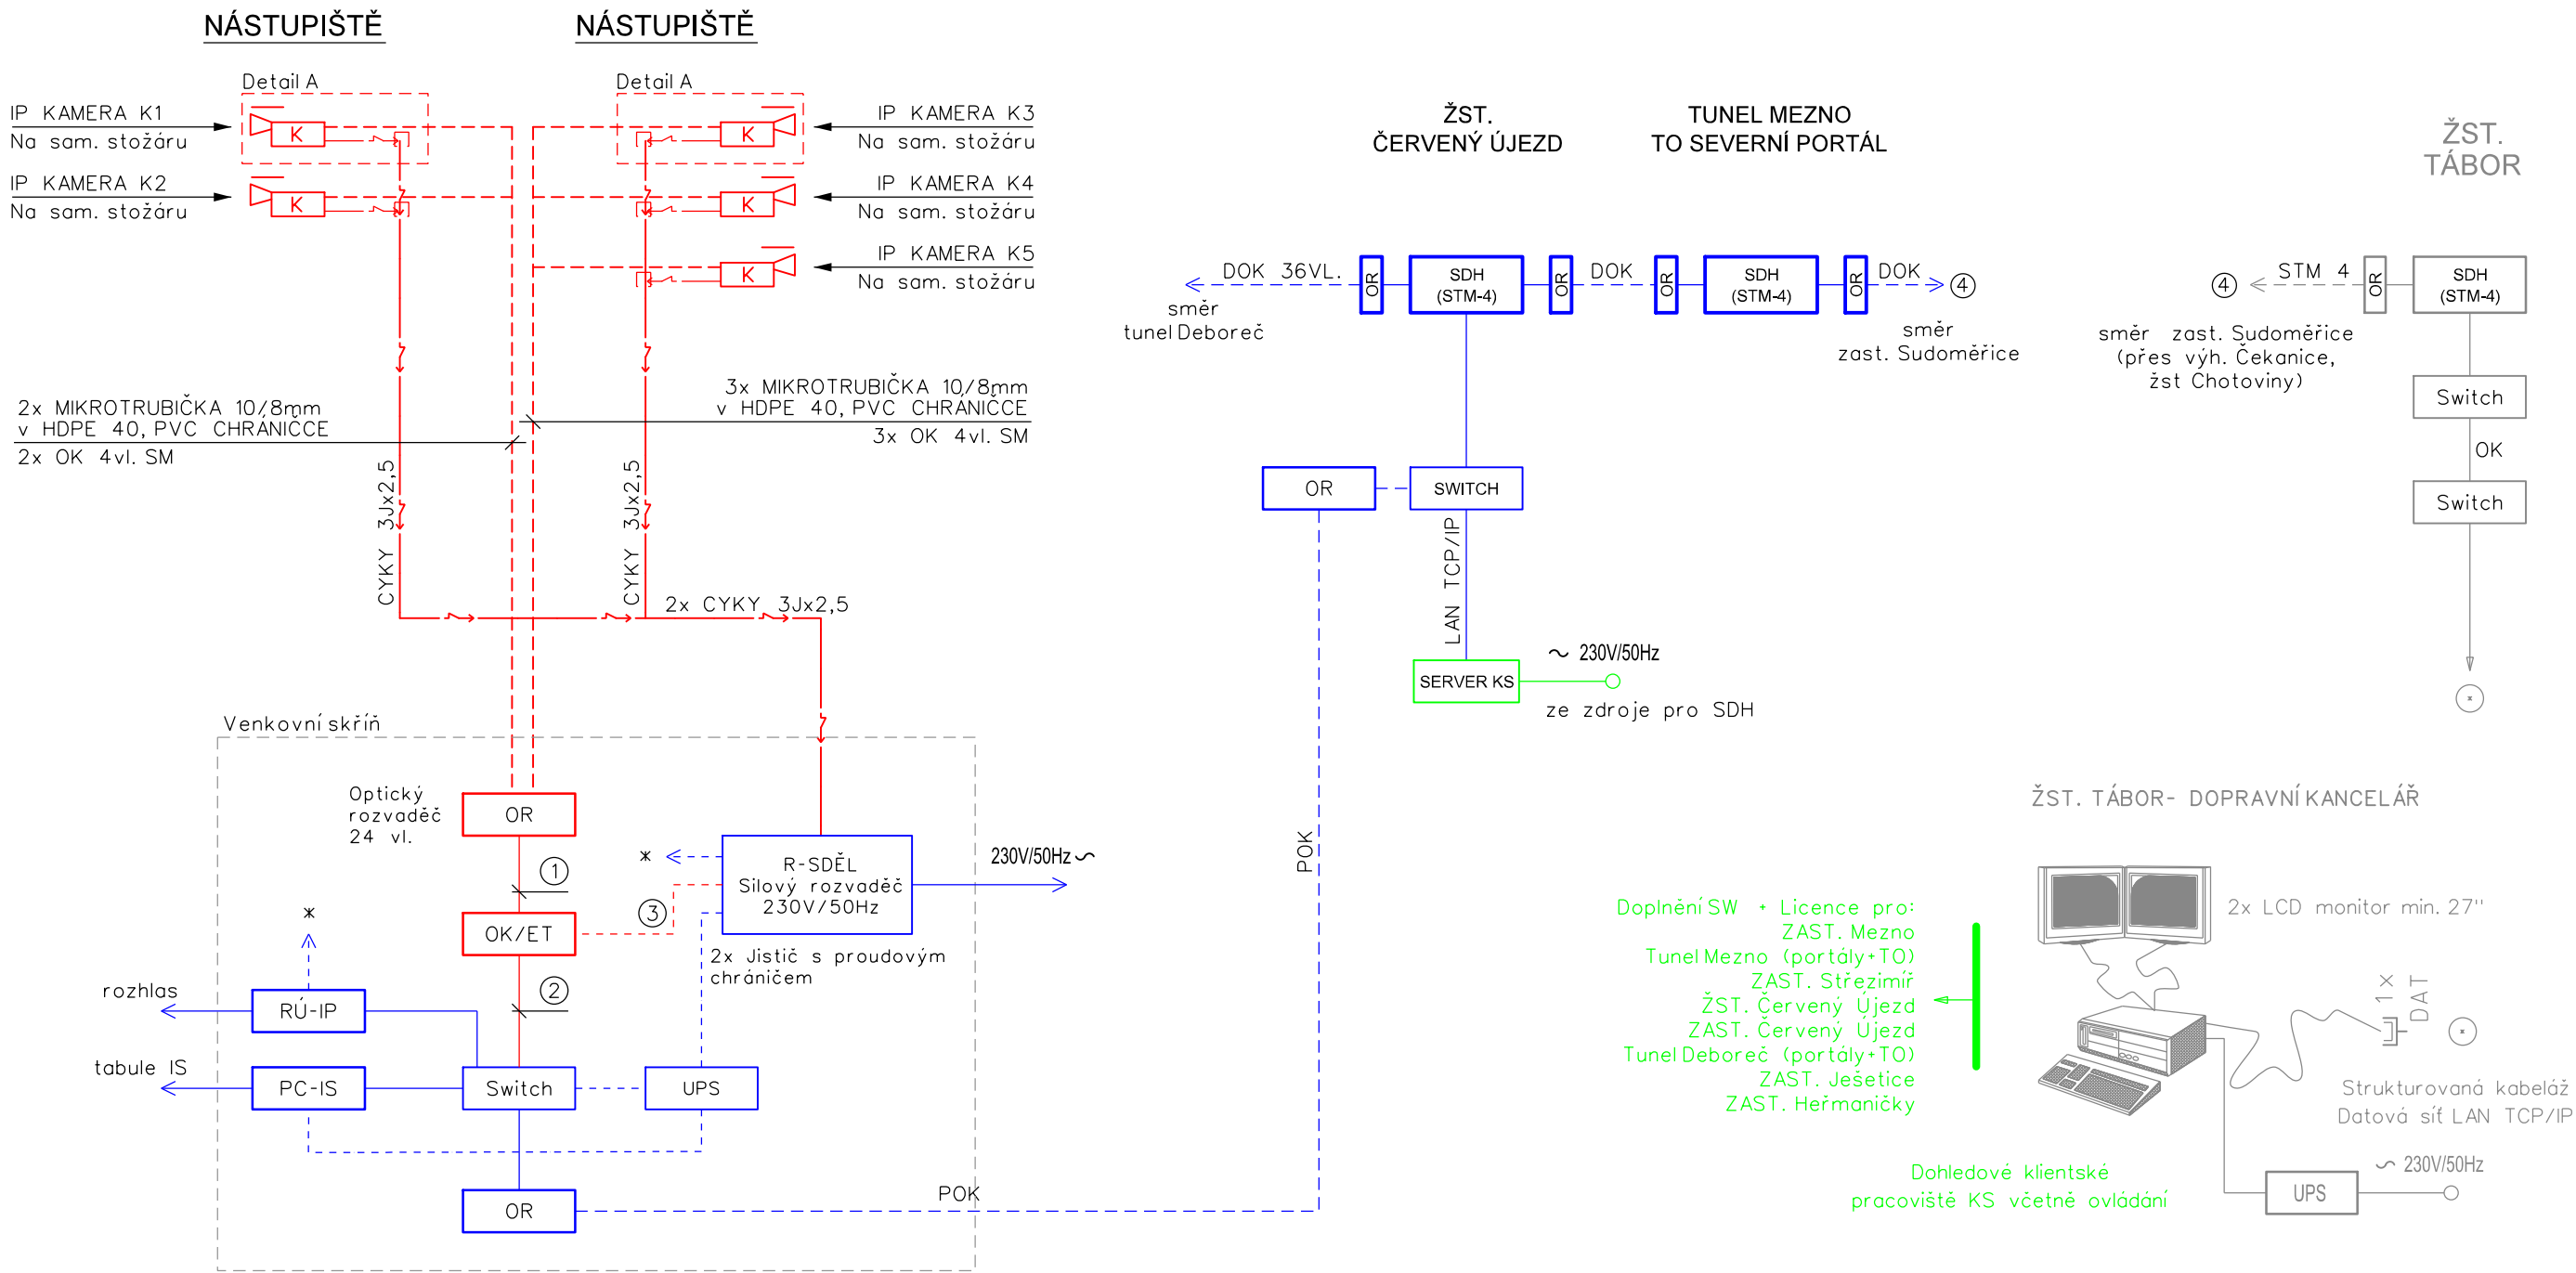 NÁSTUPIŠTĚ
NÁSTUPIŠTĚ
Detail A
Detail A
IP KAMERA K1
Na sam. stožáru
IP KAMERA K2
Na sam. stožáru
K
K
K
K
K
IP KAMERA K3
Na sam. stožáru
IP KAMERA K4
Na sam. stožáru
IP KAMERA K5
Na sam. stožáru
2x MIKROTRUBIČKA 10/8mm
v HDPE 40, PVC CHRÁNIČCE
2x OK 4vl. SM
3x MIKROTRUBIČKA 10/8mm
v HDPE 40, PVC CHRÁNIČCE
3x OK 4vl. SM
CYKY 3Jx2,5
CYKY 3Jx2,5
2x CYKY 3Jx2,5
Venkovní skříň
Optický
rozvaděč
24 vl.
OR
1
OK/ET
2
3
*
R-SDĚL
Silový rozvaděč
230V/50Hz
230V/50Hz ~
2x Jistič s proudovým
chráničem
*
rozhlas
RÚ-IP
tabule IS
PC-IS
Switch
UPS
OR
POK
POK
ŽST.
ČERVENÝ ÚJEZD
TUNEL MEZNO
TO SEVERNÍ PORTÁL
DOK 36VL.
směr
tunel Deboreč
OR
SDH
(STM-4)
OR
DOK
OR
SDH
(STM-4)
OR
DOK
4
směr
zast. Sudoměřice
OR
SWITCH
LAN TCP/IP
SERVER KS
~ 230V/50Hz
ze zdroje pro SDH
ŽST.
TÁBOR
4
STM 4
OR
SDH
(STM-4)
směr zast. Sudoměřice
(přes výh. Čekanice,
žst Chotoviny)
Switch
OK
Switch
*
ŽST. TÁBOR- DOPRAVNÍ KANCELÁŘ
2x LCD monitor min. 27''
1x
DAT
*
Strukturovaná kabeláž
Datová síť LAN TCP/IP
~ 230V/50Hz
UPS
Doplnění SW + Licence pro:
ZAST. Mezno
Tunel Mezno (portály+TO)
ZAST. Střezimíř
ŽST. Červený Újezd
ZAST. Červený Újezd
Tunel Deboreč (portály+TO)
ZAST. Ješetice
ZAST. Heřmaničky
Dohledové klientské
pracoviště KS včetně ovládání